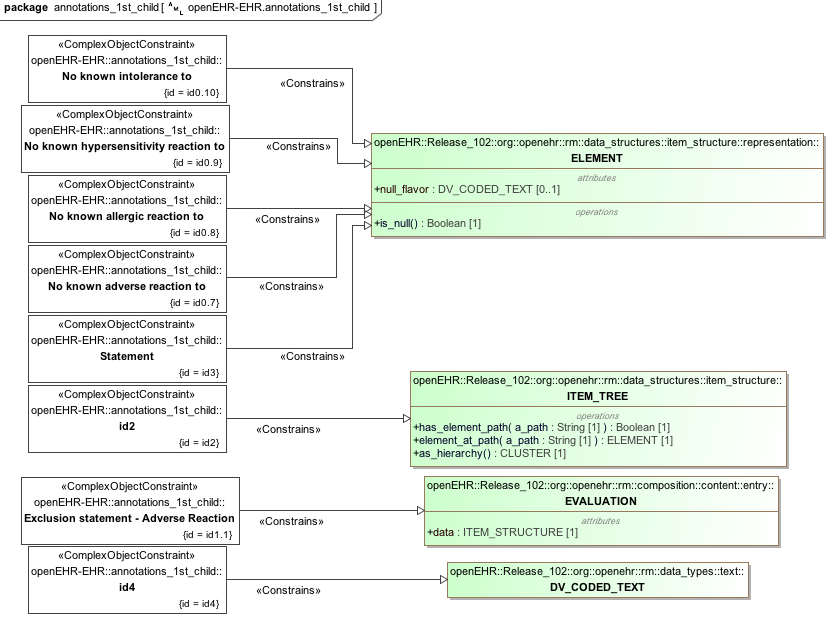 package annotations_1st_child [ AML openEHR-EHR.annotations_1st_child ]
«ComplexObjectConstraint»
openEHR-EHR::annotations_1st_child::
No known intolerance to
{id = id0.10}
«Constrains»
«ComplexObjectConstraint»
openEHR-EHR::annotations_1st_child::
No known hypersensitivity reaction to
{id = id0.9}
«Constrains»
openEHR::Release_102::org::openehr::rm::data_structures::item_structure::representation::
ELEMENT
attributes
+null_flavor : DV_CODED_TEXT [0..1]
operations
+is_null() : Boolean [1]
«ComplexObjectConstraint»
openEHR-EHR::annotations_1st_child::
No known allergic reaction to
{id = id0.8}
«Constrains»
«ComplexObjectConstraint»
openEHR-EHR::annotations_1st_child::
No known adverse reaction to
{id = id0.7}
«Constrains»
«ComplexObjectConstraint»
openEHR-EHR::annotations_1st_child::
Statement
{id = id3}
«Constrains»
«ComplexObjectConstraint»
openEHR-EHR::annotations_1st_child::
id2
{id = id2}
«Constrains»
openEHR::Release_102::org::openehr::rm::data_structures::item_structure::
ITEM_TREE
operations
+has_element_path( a_path : String [1] ) : Boolean [1]
+element_at_path( a_path : String [1] ) : ELEMENT [1]
+as_hierarchy() : CLUSTER [1]
«ComplexObjectConstraint»
openEHR-EHR::annotations_1st_child::
Exclusion statement - Adverse Reaction
{id = id1.1}
«Constrains»
openEHR::Release_102::org::openehr::rm::composition::content::entry::
EVALUATION
attributes
+data : ITEM_STRUCTURE [1]
«ComplexObjectConstraint»
openEHR-EHR::annotations_1st_child::
id4
{id = id4}
«Constrains»
openEHR::Release_102::org::openehr::rm::data_types::text::
DV_CODED_TEXT